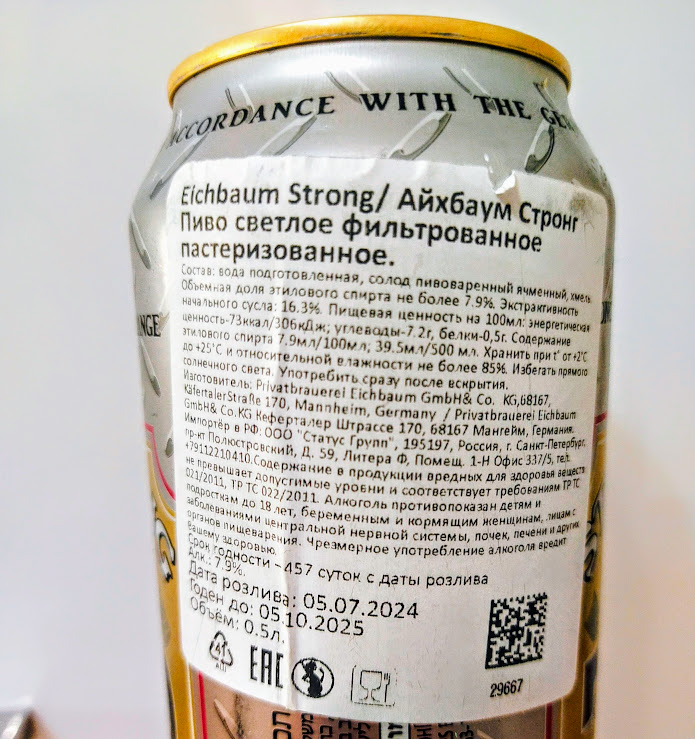 ACCORDANCE WITH THE GE
Eichbaum Strong/ Айхбаум Стронг
Пиво светлое фильтрованное
пастеризованное.
Состав: вода подготовленная, солод пивоваренный ячменный, хмель.
Объемная доля этилового спирта не более 7.9%. Экстрактивность
начального сусла: 16.3%. Пищевая ценность на 100мл: энергетическая
ценность-73ккал/306кДж; углеводы-7.2г, белки-0,5г. Содержание
этилового спирта 7.9мл/100мл; 39.5мл/500 мл. Хранить при t° от +2°C
до +25°C и относительной влажности не более 85%. Избегать прямого
солнечного света. Употребить сразу после вскрытия.
Изготовитель: Privatbrauerei Eichbaum GmbH& Co. KG,68167,
KäfertalerStraße 170, Mannheim, Germany / Privatbrauerei Eichbaum
GmbH& Co.KG Кеферталер Штрассе 170, 68167 Мангейм, Германия.
Импортёр в РФ: ООО "Статус Групп", 195197, Россия, г. Санкт-Петербург,
пр-кт Полюстровский, Д. 59, Литера Ф, Помещ. 1-Н Офис 337/5, тел.
+79112210410.Содержание в продукции вредных для здоровья веществ
не превышает допустимые уровни и соответствует требованиям ТР ТС
021/2011, ТР ТС 022/2011. Алкоголь противопоказан детям и
подросткам до 18 лет, беременным и кормящим женщинам, лицам с
заболеваниями центральной нервной системы, почек, печени и других
органов пищеварения. Чрезмерное употребление алкоголя вредит
Вашему здоровью.
Срок годности -457 суток с даты розлива
Алк.: 7.9%.
Дата розлива: 05.07.2024
Годен до: 05.10.2025
Объём: 0.5л.
41
ALU
EAC
29667
NGE
G